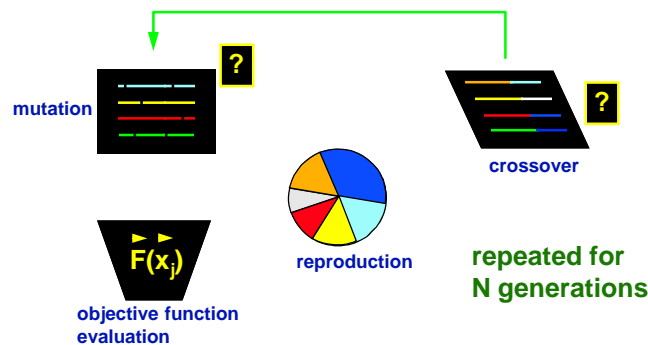 ?
mutation
?
crossover
F(x_j)
reproduction
repeated for
N generations
objective function
evaluation